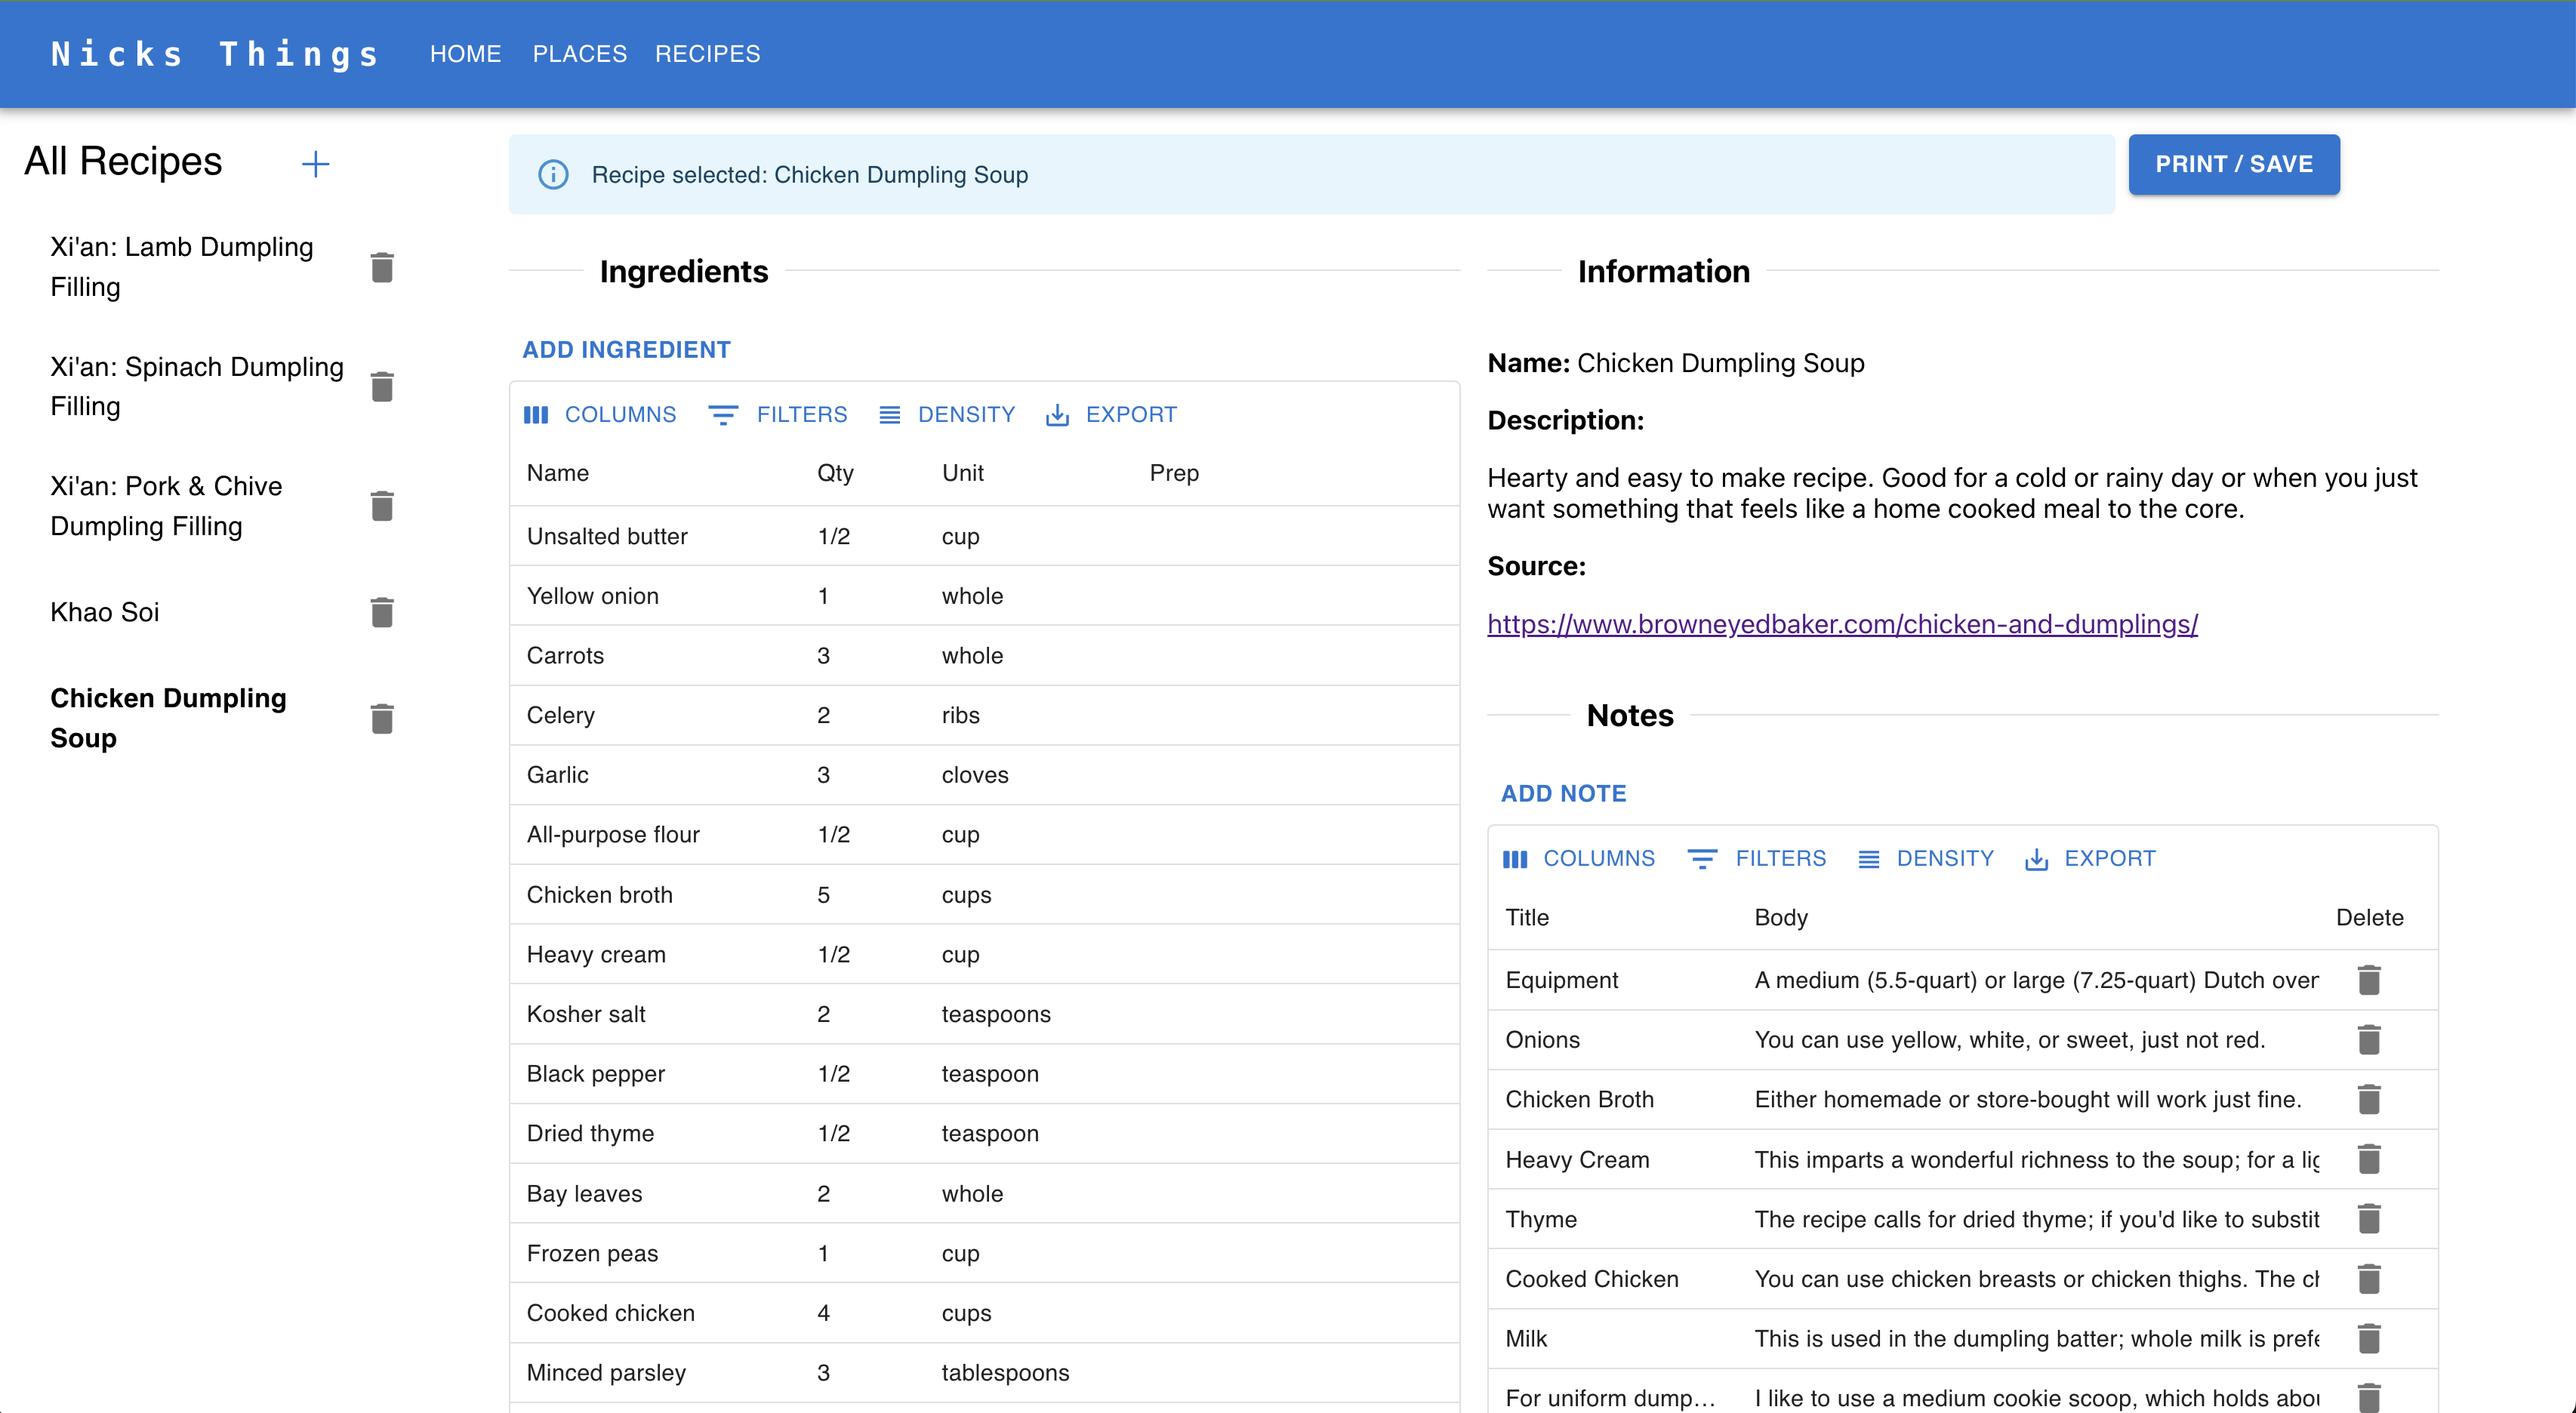 Nicks Things HOME PLACES RECIPES
All Recipes
Xi'an: Lamb Dumpling
Filling
Xi'an: Spinach Dumpling
Filling
Xi'an: Pork & Chive
Dumpling Filling
Khao Soi
Chicken Dumpling
Soup
Recipe selected: Chicken Dumpling Soup
PRINT / SAVE
Ingredients
ADD INGREDIENT
COLUMNS FILTERS DENSITY EXPORT
Name Qty Unit Prep
Unsalted butter 1/2 cup
Yellow onion 1 whole
Carrots 3 whole
Celery 2 ribs
Garlic 3 cloves
All-purpose flour 1/2 cup
Chicken broth 5 cups
Heavy cream 1/2 cup
Kosher salt 2 teaspoons
Black pepper 1/2 teaspoon
Dried thyme 1/2 teaspoon
Bay leaves 2 whole
Frozen peas 1 cup
Cooked chicken 4 cups
Minced parsley 3 tablespoons
Information
Name: Chicken Dumpling Soup
Description:
Hearty and easy to make recipe. Good for a cold or rainy day or when you just
want something that feels like a home cooked meal to the core.
Source:
https://www.browneyedbaker.com/chicken-and-dumplings/
Notes
ADD NOTE
COLUMNS FILTERS DENSITY EXPORT
Title Body Delete
Equipment A medium (5.5-quart) or large (7.25-quart) Dutch
Onions You can use yellow, white, or sweet, just not red.
Chicken Broth Either homemade or store-bought will work just fine.
Heavy Cream This imparts a wonderful richness to the soup; for a
Thyme The recipe calls for dried thyme; if you'd like to substit
Cooked Chicken You can use chicken breasts or chicken thighs. The
Milk This is used in the dumpling batter; whole milk is
For uniform dump... I like to use a medium cookie scoop, which holds